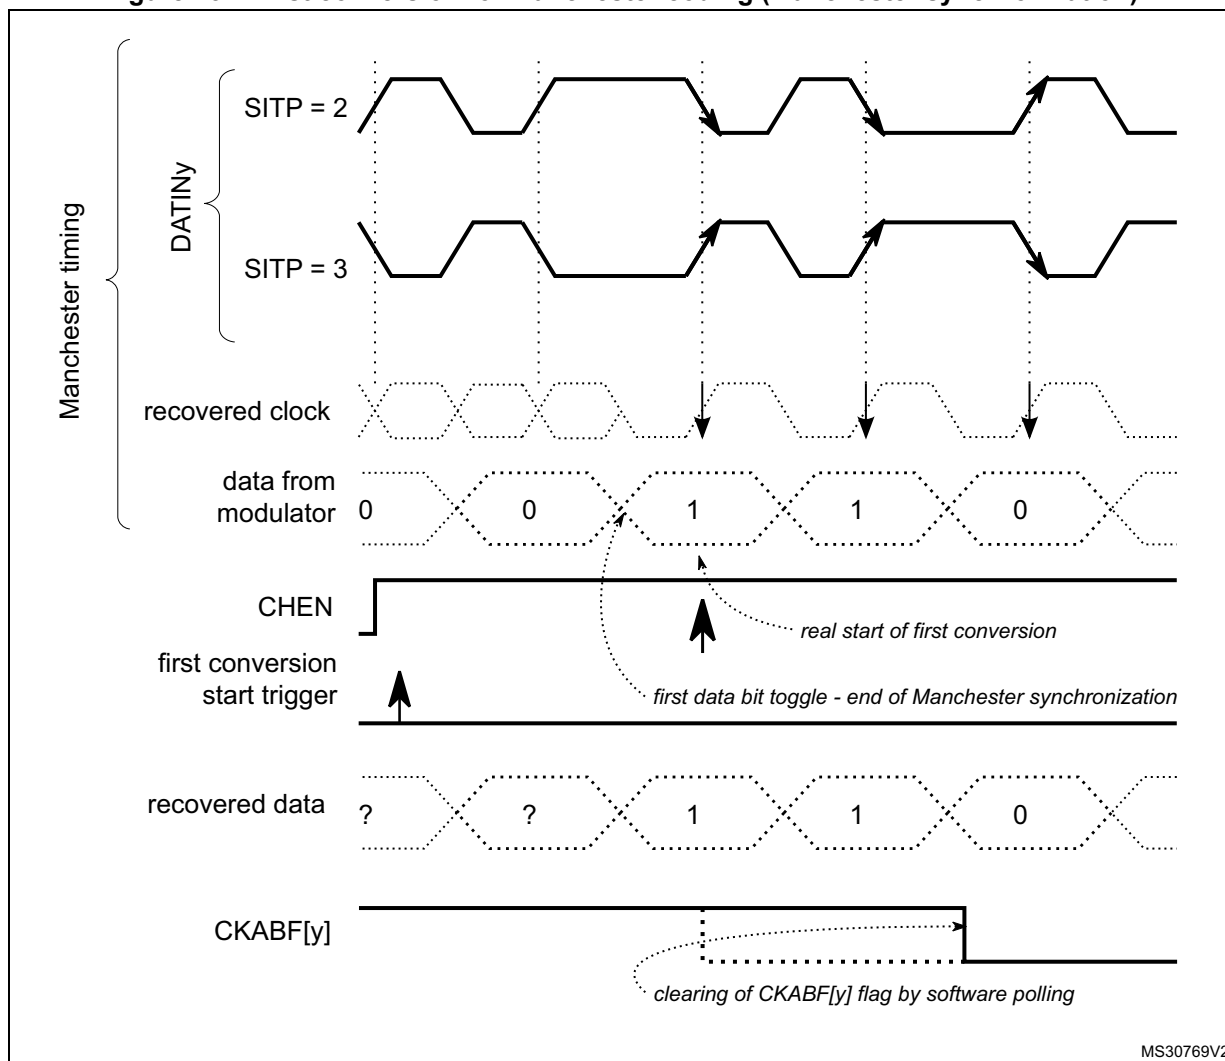 Manchester timing
DATINy
SITP = 2
SITP = 3
recovered clock
data from
modulator
0 0 1 1 0
CHEN
real start of first conversion
first conversion
start trigger
first data bit toggle - end of Manchester synchronization
recovered data
? ? 1 1 0
CKABF[y]
clearing of CKABF[y] flag by software polling
MS30769V2